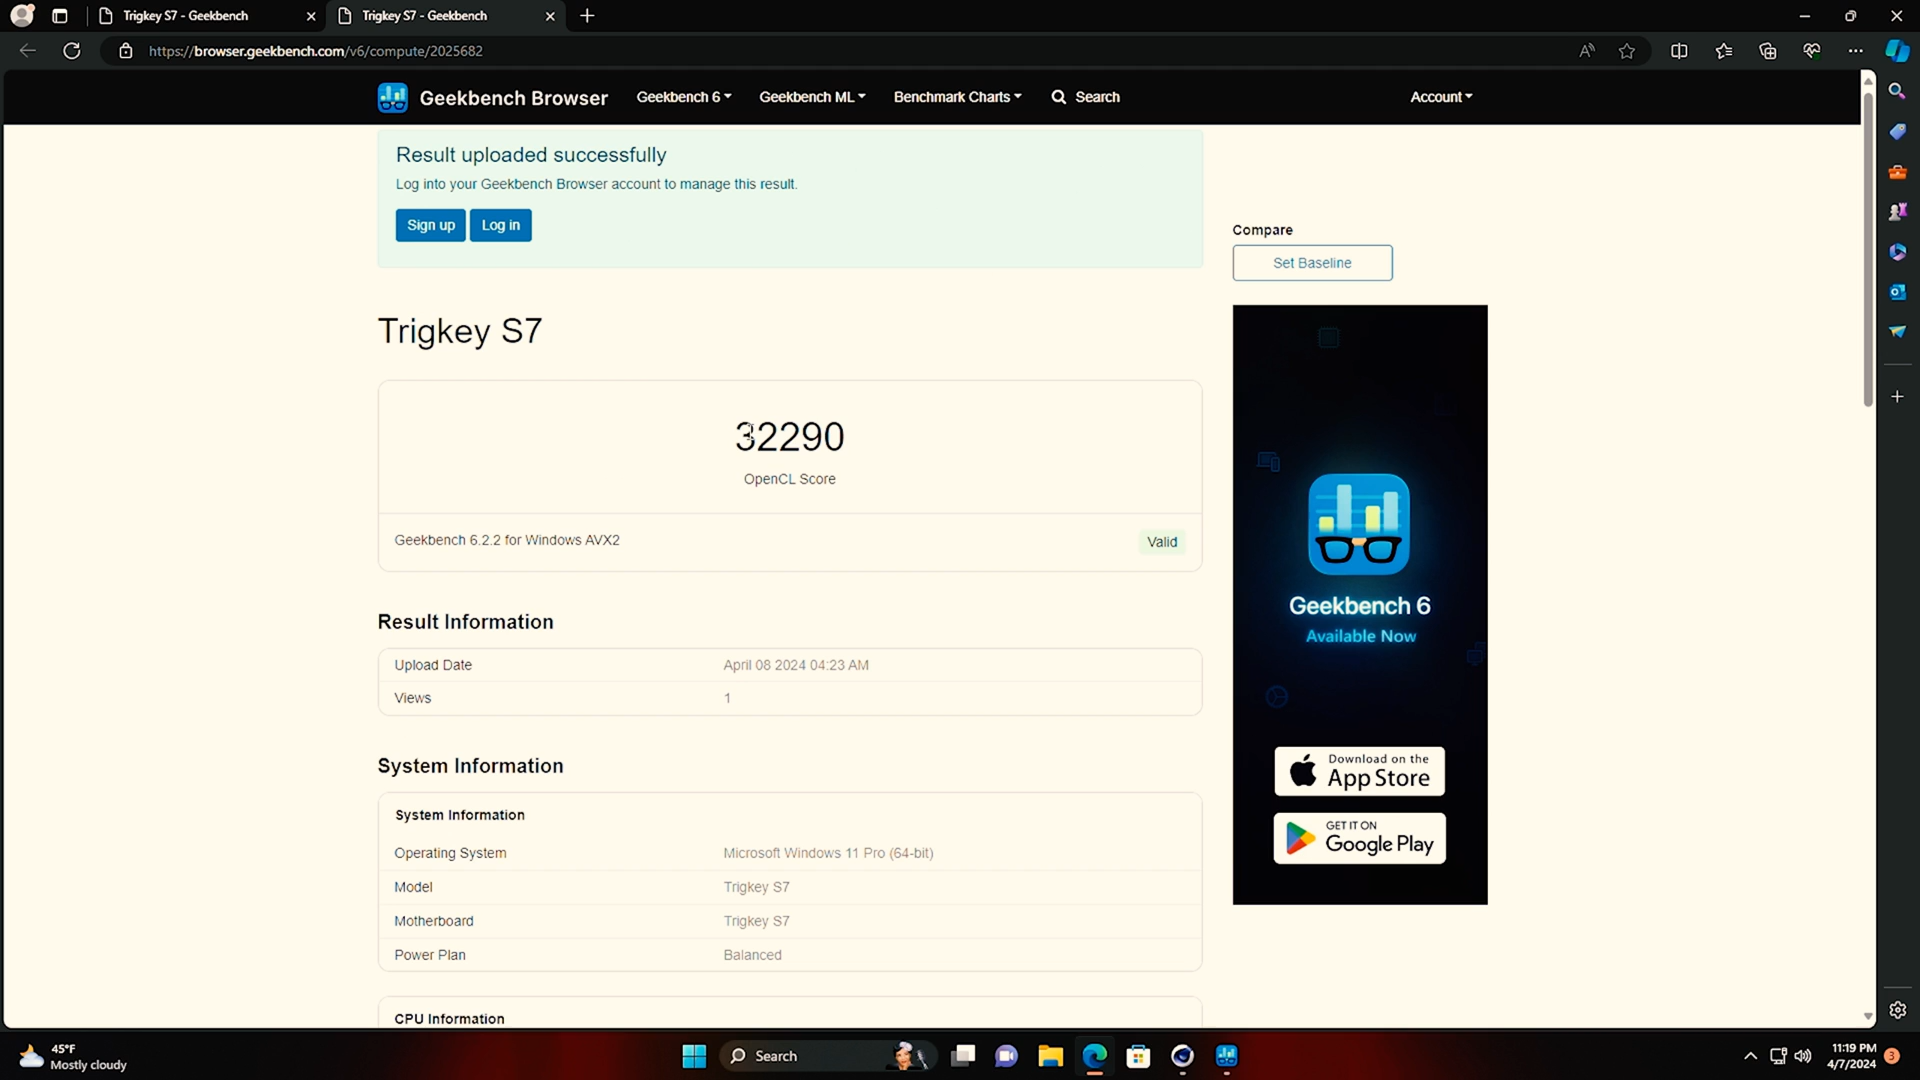 Trigkey S7 - Geekbench
Trigkey S7 - Geekbench
https://browser.geekbench.com/v6/compute/2025682
Geekbench Browser
Geekbench 6
Geekbench ML
Benchmark Charts
Search
Account
Result uploaded successfully
Log into your Geekbench Browser account to manage this result.
Sign up
Log in
Compare
Set Baseline
Trigkey S7
32290
OpenCL Score
Geekbench 6.2.2 for Windows AVX2
Valid
Geekbench 6
Available Now
Download on the
App Store
GET IT ON
Google Play
Result Information
Upload Date April 08 2024 04:23 AM
Views 1
System Information
System Information
Operating System Microsoft Windows 11 Pro (64-bit)
Model Trigkey S7
Motherboard Trigkey S7
Power Plan Balanced
CPU Information
45°F
Mostly cloudy
Search
11:19 PM
4/7/2024
3